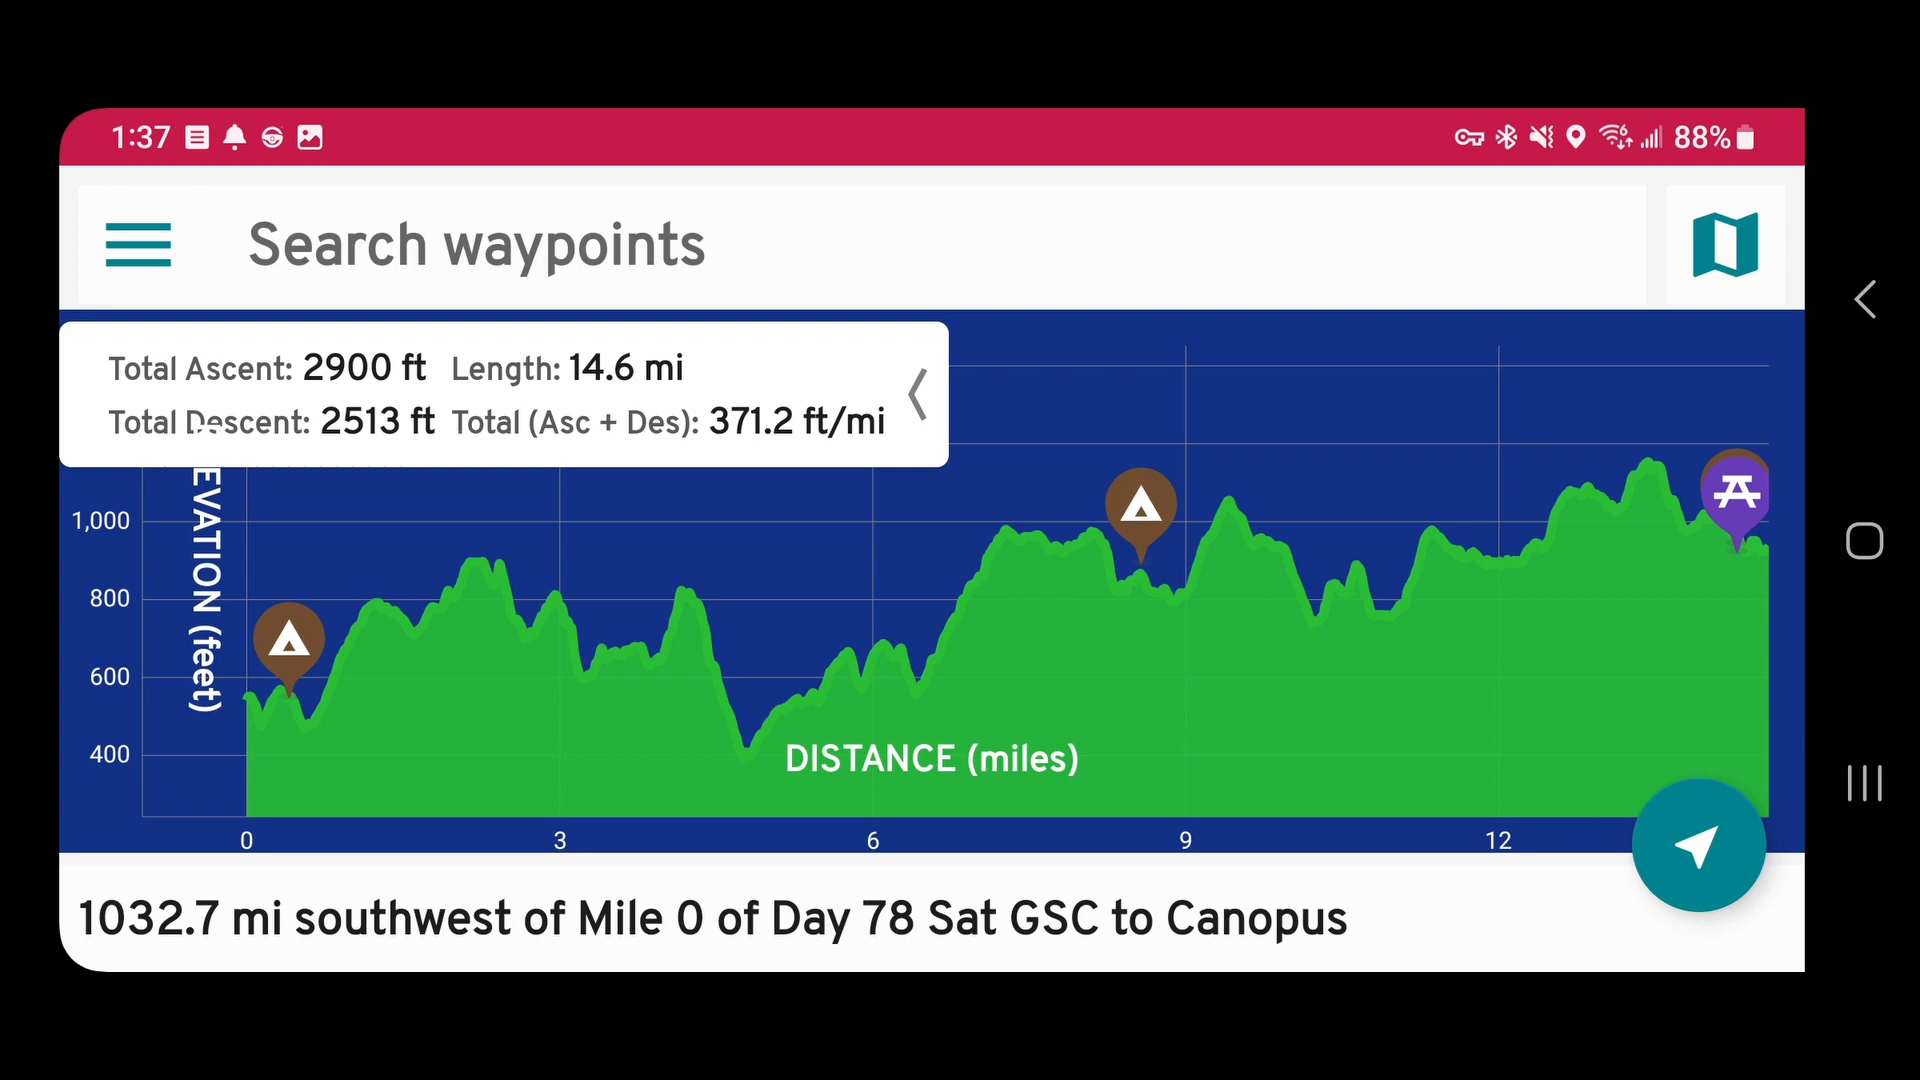 1:37 88%
Search waypoints
Total Ascent: 2900 ft Length: 14.6 mi
Total Descent: 2513 ft Total (Asc + Des): 371.2 ft/mi
1,000
800
600
400
(feet)
DISTANCE (miles)
0 3 6 9 12
1032.7 mi southwest of Mile 0 of Day 78 Sat GSC to Canopus